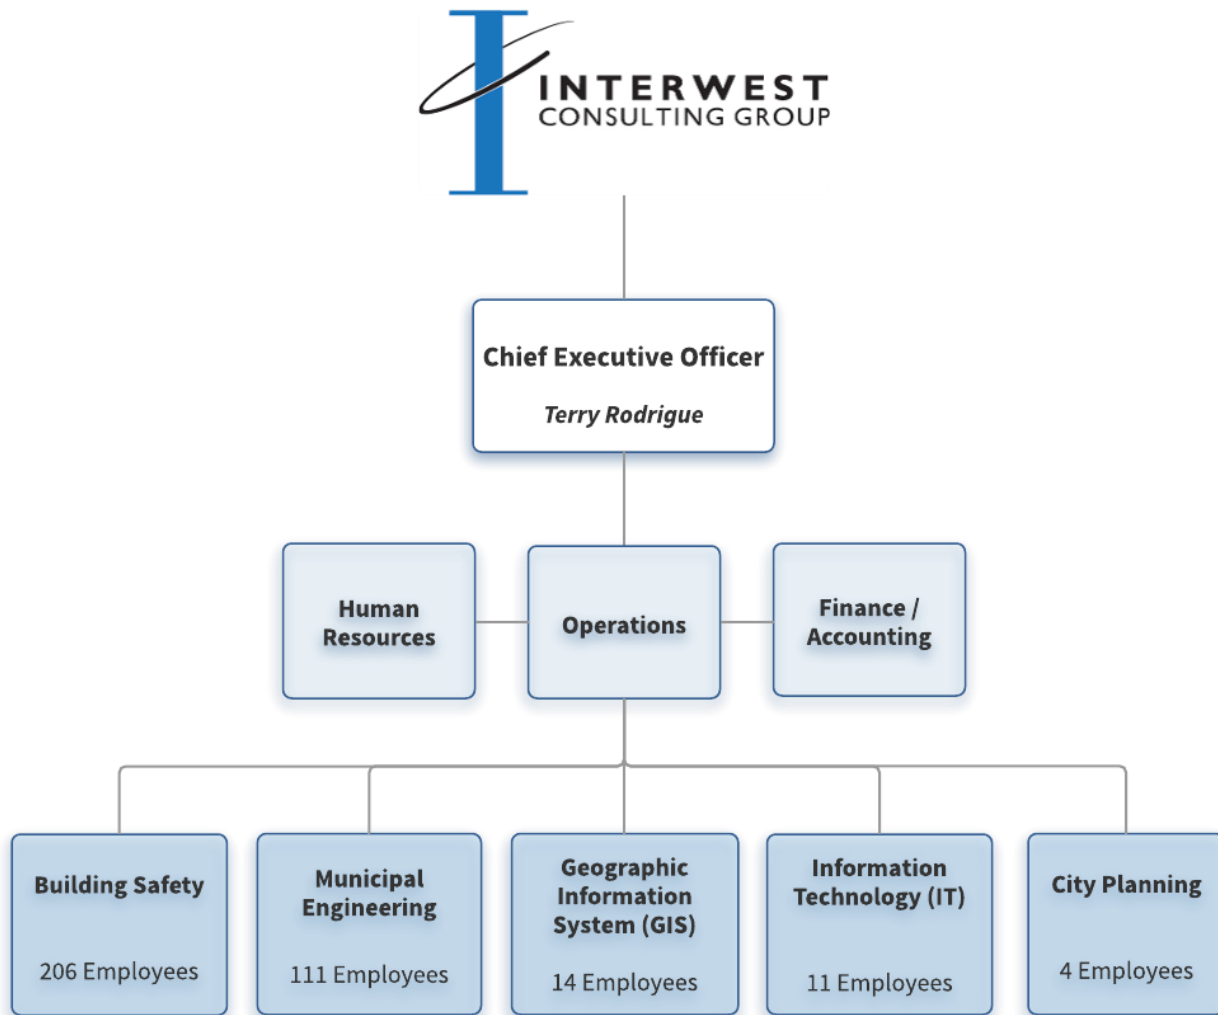 INTERWEST
CONSULTING GROUP
Chief Executive Officer
Terry Rodrigue
Human
Resources
Operations
Finance /
Accounting
Building Safety
206 Employees
Municipal
Engineering
111 Employees
Geographic
Information
System (GIS)
14 Employees
Information
Technology (IT)
11 Employees
City Planning
4 Employees